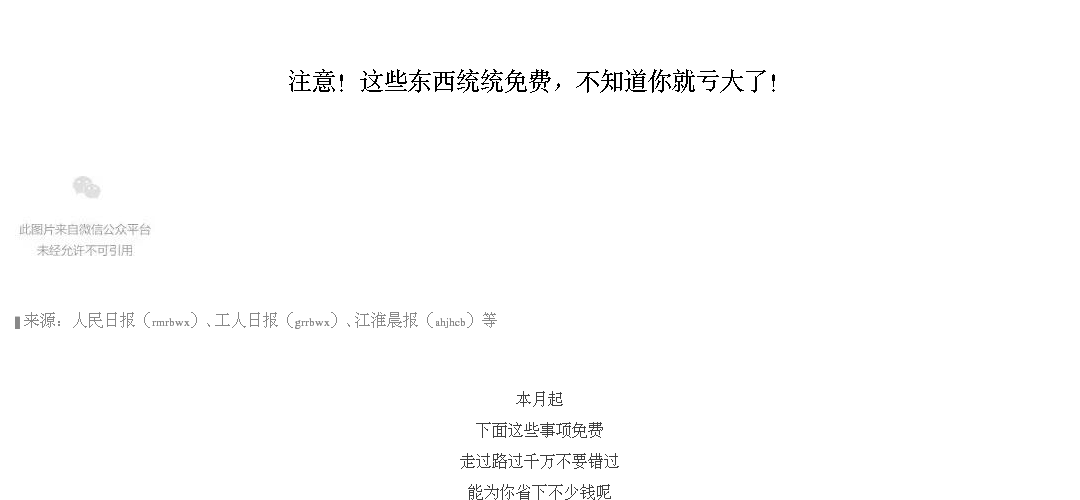 注意！这些东西统统免费，不知道你就亏大了！
此图片来自微信公众平台
未经允许不可引用
来源：人民日报（rmrbwx）、工人日报（grrbwx）、江淮晨报（ahjhcb）等
本月起
下面这些事项免费
走过路过千万不要错过
能为你省下不少钱呢